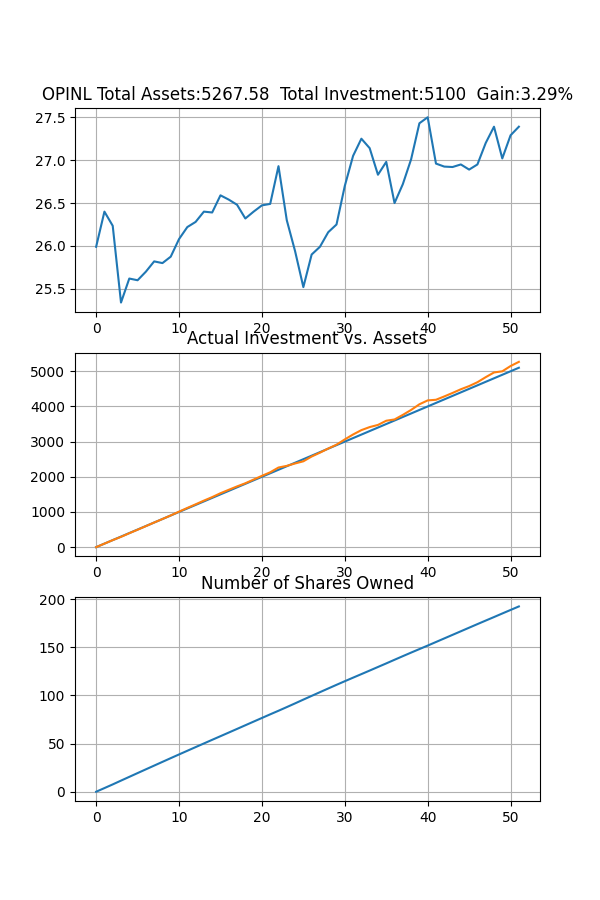 OPINL Total Assets:5267.58  Total Investment:5100  Gain:3.29%
27.5
27.0
26.5
26.0
25.5
0 10 20 30 40 50
Actual Investment vs. Assets
5000
4000
3000
2000
1000
0
0 10 20 30 40 50
Number of Shares Owned
200
150
100
50
0
0 10 20 30 40 50